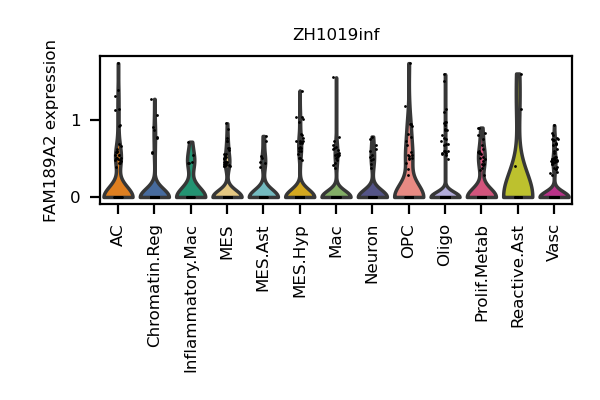 ZH1019inf
FAM189A2 expression
1
0
AC
Chromatin.Reg
Inflammatory.Mac
MES
MES.Ast
MES.Hyp
Mac
Neuron
OPC
Oligo
Prolif.Metab
Reactive.Ast
Vasc